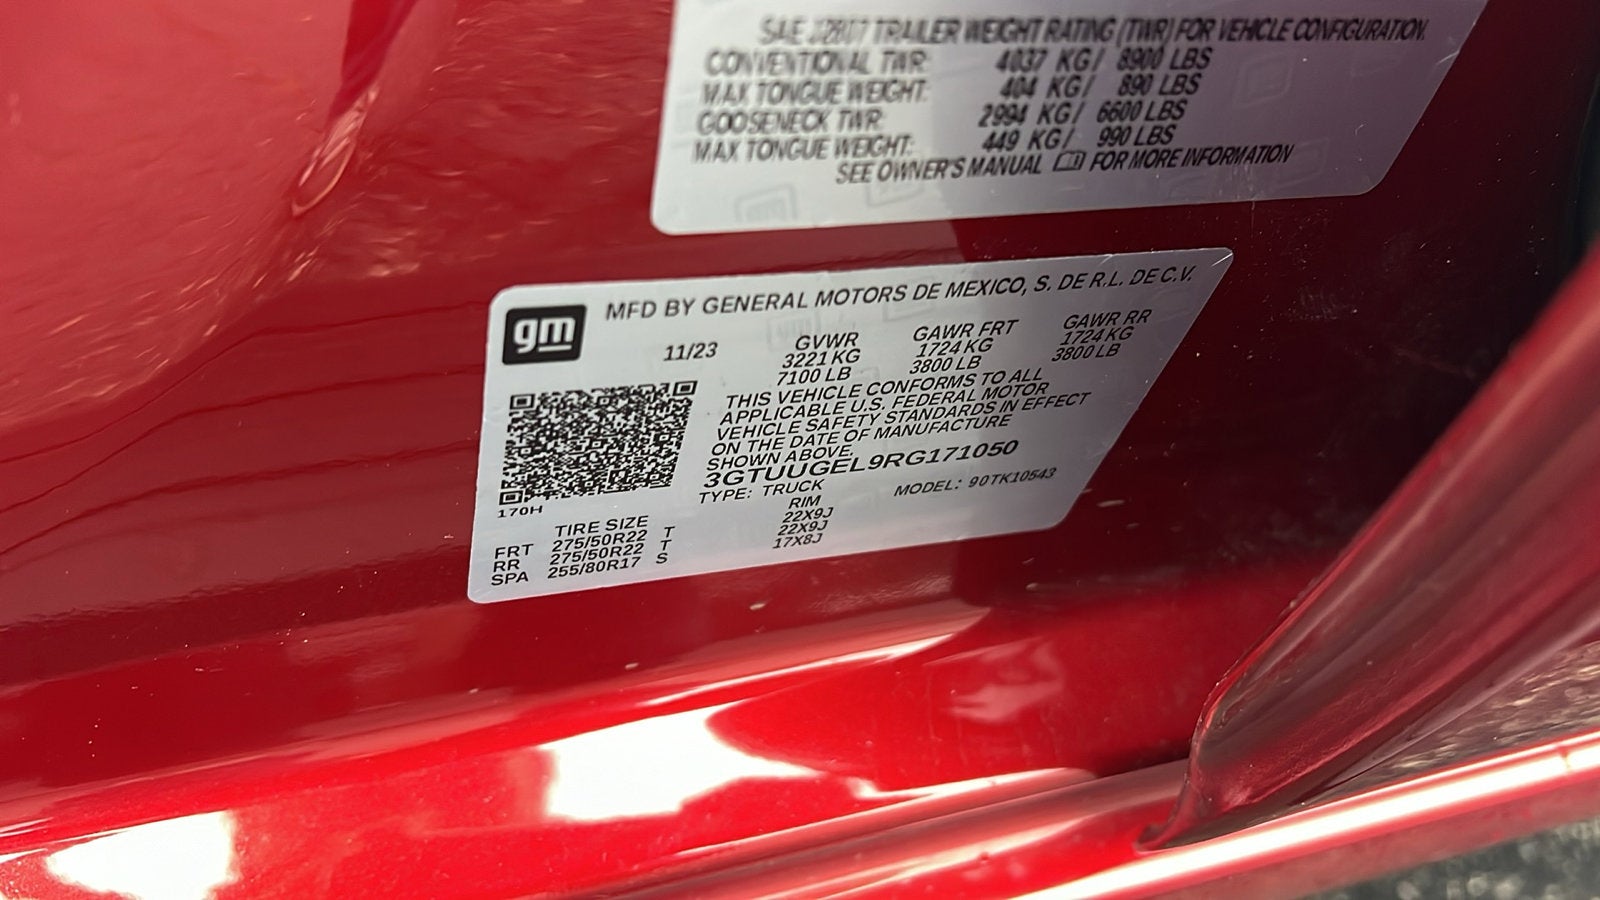 SAE J2807 TRAILER WEIGHT RATING (TWR) FOR VEHICLE CONFIGURATION.
CONVENTIONAL TWR: 4037 KG/ 8900 LBS
MAX TONGUE WEIGHT: 404 KG/ 890 LBS
GOOSENECK TWR: 2994 KG/ 6600 LBS
MAX TONGUE WEIGHT: 449 KG/ 990 LBS
SEE OWNER'S MANUAL FOR MORE INFORMATION
gm MFD BY GENERAL MOTORS DE MEXICO, S. DE R.L. DE C.V.
11/23 GVWR GAWR FRT GAWR RR
3221 KG 1724 KG 1724 KG
7100 LB 3800 LB 3800 LB
THIS VEHICLE CONFORMS TO ALL
APPLICABLE U.S. FEDERAL MOTOR
VEHICLE SAFETY STANDARDS IN EFFECT
ON THE DATE OF MANUFACTURE
SHOWN ABOVE.
3GTUUGEL9RG171050
TYPE: TRUCK MODEL: 90TK10543
170H
TIRE SIZE RIM
FRT 275/50R22 T 22X9J
RR 275/50R22 T 22X9J
SPA 255/80R17 S 17X8J